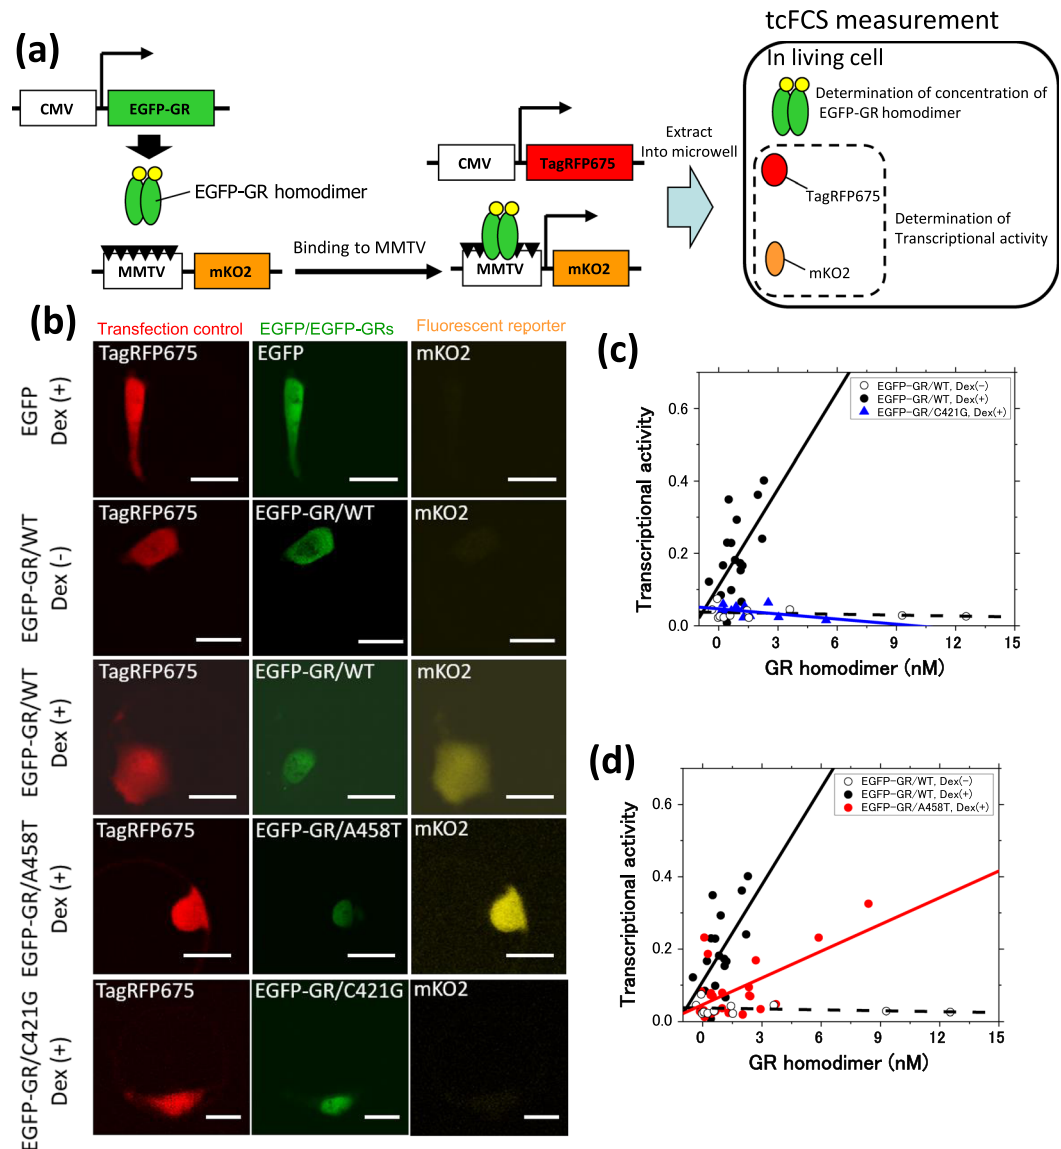 (a)
tcFCS measurement
In living cell
Determination of concentration of
EGFP-GR homodimer
TagRFP675
mKO2
Determination of
Transcriptional activity
CMV
EGFP-GR
EGFP-GR homodimer
MMTV
mKO2
Binding to MMTV
CMV
TagRFP675
MMTV
mKO2
Extract
Into microwell
(b)
Transfection control
EGFP/EGFP-GRs
Fluorescent reporter
EGFP
Dex (+)
TagRFP675
EGFP
mKO2
EGFP-GR/WT
Dex (-)
TagRFP675
EGFP-GR/WT
mKO2
EGFP-GR/WT
Dex (+)
TagRFP675
EGFP-GR/WT
mKO2
EGFP-GR/A458T
Dex (+)
TagRFP675
EGFP-GR/A458T
mKO2
EGFP-GR/C421G
Dex (+)
TagRFP675
EGFP-GR/C421G
mKO2
(c)
Transcriptional activity
0.6
0.4
0.2
0.0
EGFP-GR/WT, Dex(-)
EGFP-GR/WT, Dex(+)
EGFP-GR/C421G, Dex(+)
0 3 6 9 12 15
GR homodimer (nM)
(d)
Transcriptional activity
0.6
0.4
0.2
0.0
EGFP-GR/WT, Dex(-)
EGFP-GR/WT, Dex(+)
EGFP-GR/A458T, Dex(+)
0 3 6 9 12 15
GR homodimer (nM)